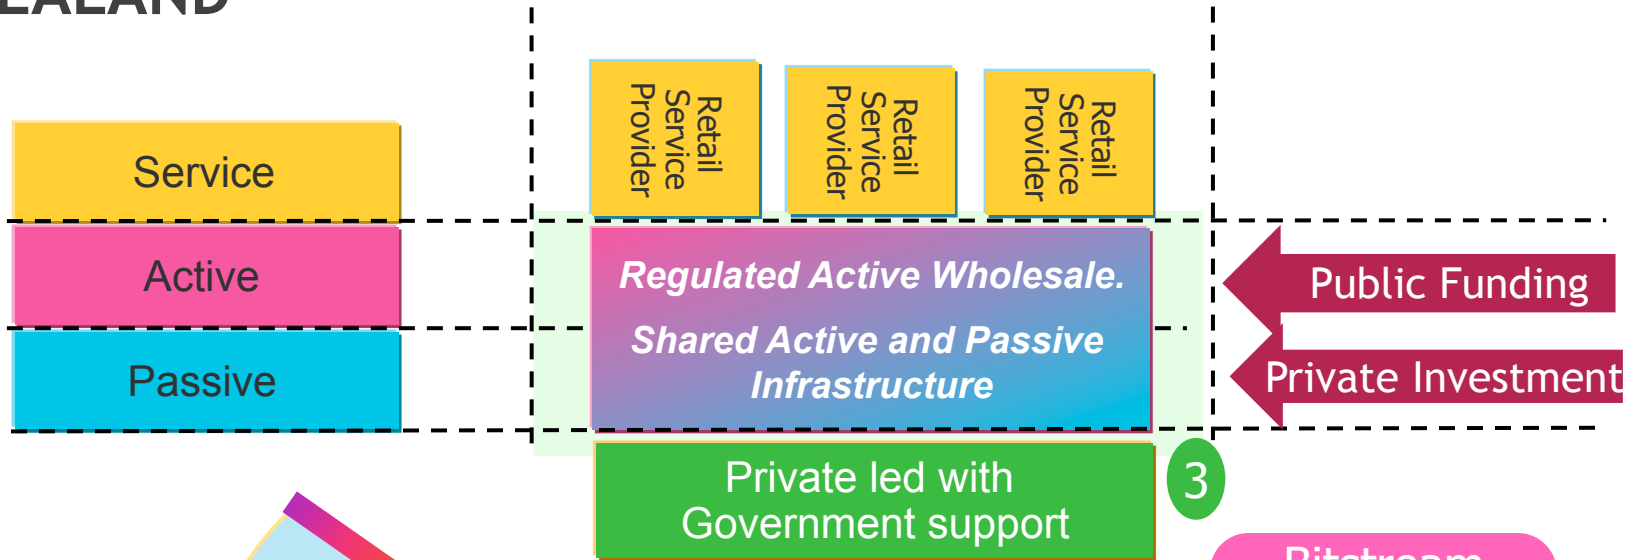 Retail
Service
Provider
Retail
Service
Provider
Retail
Service
Provider
Service
Active
Passive
Regulated Active Wholesale.
Shared Active and Passive
Infrastructure
Public Funding
Private Investment
Private led with
Government support
3